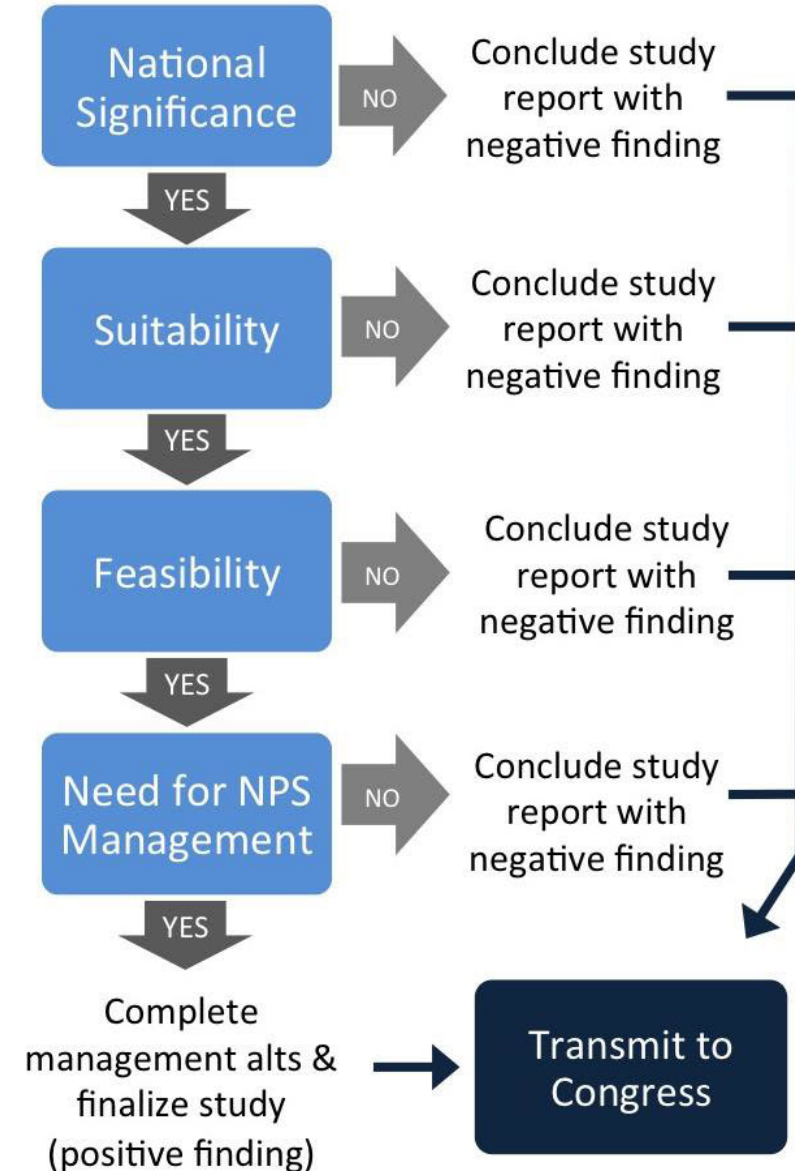 National
Significance
NO
Conclude study
report with
negative finding
YES
Suitability
NO
Conclude study
report with
negative finding
YES
Feasibility
NO
Conclude study
report with
negative finding
YES
Need for NPS
Management
NO
Conclude study
report with
negative finding
YES
Complete
management alts &
finalize study
(positive finding)
Transmit to
Congress